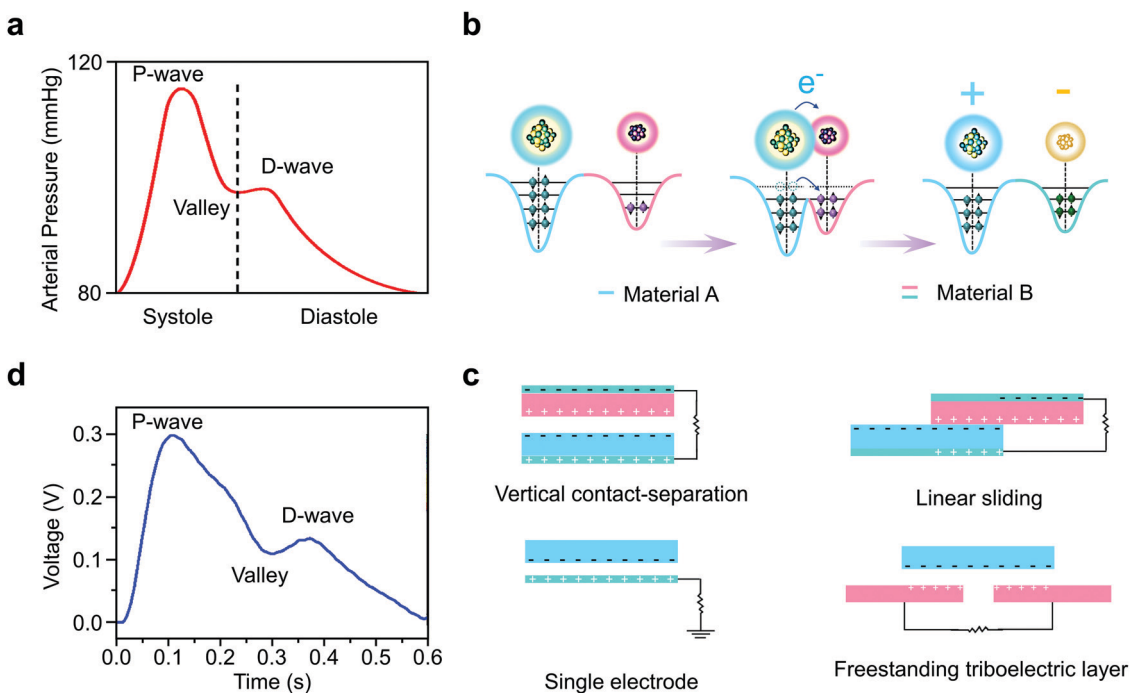 a
120
P-wave
D-wave
Valley
80
Arterial Pressure (mmHg)
Systole
Diastole
b
e-
+
-
Material A
Material B
d
P-wave
D-wave
Valley
0.3
0.2
0.1
0.0
Voltage (V)
0.0 0.1 0.2 0.3 0.4 0.5 0.6
Time (s)
c
Vertical contact-separation
Linear sliding
Single electrode
Freestanding triboelectric layer